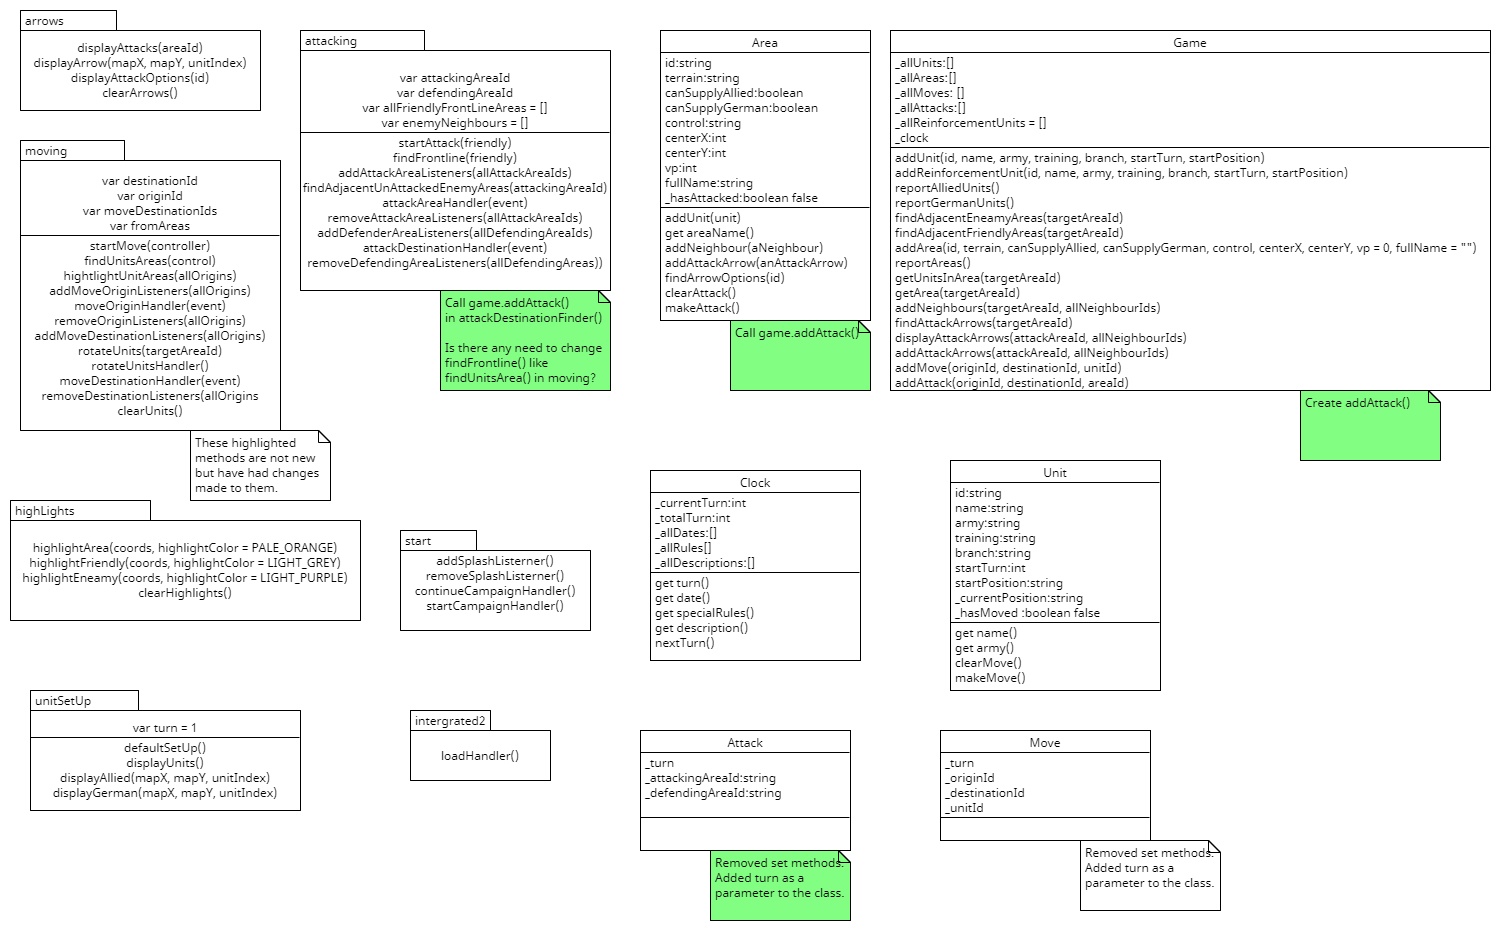 arrows
displayAttacks(areaId)
displayArrow(mapX, mapY, unitIndex)
displayAttackOptions(id)
clearArrows()
attacking
var attackingAreaId
var defendingAreaId
var allFriendlyFrontLineAreas = []
var enemyNeighbours = []
startAttack(friendly)
findFrontline(friendly)
addAttackAreaListeners(allAttackAreaIds)
findAdjacentUnAttackedEnemyAreas(attackingAreaId)
attackAreaHandler(event)
removeAttackAreaListeners(allAttackAreaIds)
addDefenderAreaListeners(allDefendingAreaIds)
attackDestinationHandler(event)
removeDefendingAreaListeners(allDefendingAreas))
Call game.addAttack()
in attackDestinationFinder()
Is there any need to change
findFrontline() like
findUnitsArea() in moving?
Area
id:string
terrain:string
canSupplyAllied:boolean
canSupplyGerman:boolean
control:string
centerX:int
centerY:int
vp:int
fullName:string
_hasAttacked:boolean false
addUnit(unit)
get areaName()
addNeighbour(aNeighbour)
addAttackArrow(anAttackArrow)
findArrowOptions(id)
clearAttack()
makeAttack()
Call game.addAttack()
Game
_allUnits:[]
_allAreas:[]
_allMoves: []
_allAttacks:[]
_allReinforcementUnits = []
_clock
addUnit(id, name, army, training, branch, startTurn, startPosition)
addReinforcementUnit(id, name, army, training, branch, startTurn, startPosition)
reportAlliedUnits()
reportGermanUnits()
findAdjacentEneamyAreas(targetAreaId)
findAdjacentFriendlyAreas(targetAreaId)
addArea(id, terrain, canSupplyAllied, canSupplyGerman, control, centerX, centerY, vp = 0, fullName = "")
reportAreas()
getUnitsInArea(targetAreaId)
getArea(targetAreaId)
addNeighbours(targetAreaId, allNeighbourIds)
findAttackArrows(targetAreaId)
displayAttackArrows(attackAreaId, allNeighbourIds)
addAttackArrows(attackAreaId, allNeighbourIds)
addMove(originId, destinationId, unitId)
addAttack(originId, destinationId, areaId)
Create addAttack()
moving
var destinationId
var originId
var moveDestinationIds
var fromAreas
startMove(controller)
findUnitsAreas(control)
hightlightUnitAreas(allOrigins)
addMoveOriginListeners(allOrigins)
moveOriginHandler(event)
removeOriginListeners(allOrigins)
addMoveDestinationListeners(allOrigins)
rotateUnits(targetAreaId)
rotateUnitsHandler()
moveDestinationHandler(event)
removeDestinationListeners(allOrigins
clearUnits()
These highlighted
methods are not new
but have had changes
made to them.
highLights
highlightArea(coords, highlightColor = PALE_ORANGE)
highlightFriendly(coords, highlightColor = LIGHT_GREY)
highlightEneamy(coords, highlightColor = LIGHT_PURPLE)
clearHighlights()
start
addSplashListerner()
removeSplashListerner()
continueCampaignHandler()
startCampaignHandler()
Clock
_currentTurn:int
_totalTurn:int
_allDates:[]
_allRules[]
_allDescriptions:[]
get turn()
get date()
get specialRules()
get description()
nextTurn()
Unit
id:string
name:string
army:string
training:string
branch:string
startTurn:int
startPosition:string
_currentPosition:string
_hasMoved :boolean false
get name()
get army()
clearMove()
makeMove()
unitSetUp
var turn = 1
defaultSetUp()
displayUnits()
displayAllied(mapX, mapY, unitIndex)
displayGerman(mapX, mapY, unitIndex)
intergrated2
loadHandler()
Attack
_turn
_attackingAreaId:string
_defendingAreaId:string
Removed set methods.
Added turn as a
parameter to the class.
Move
_turn
_originId
_destinationId
_unitId
Removed set methods.
Added turn as a
parameter to the class.